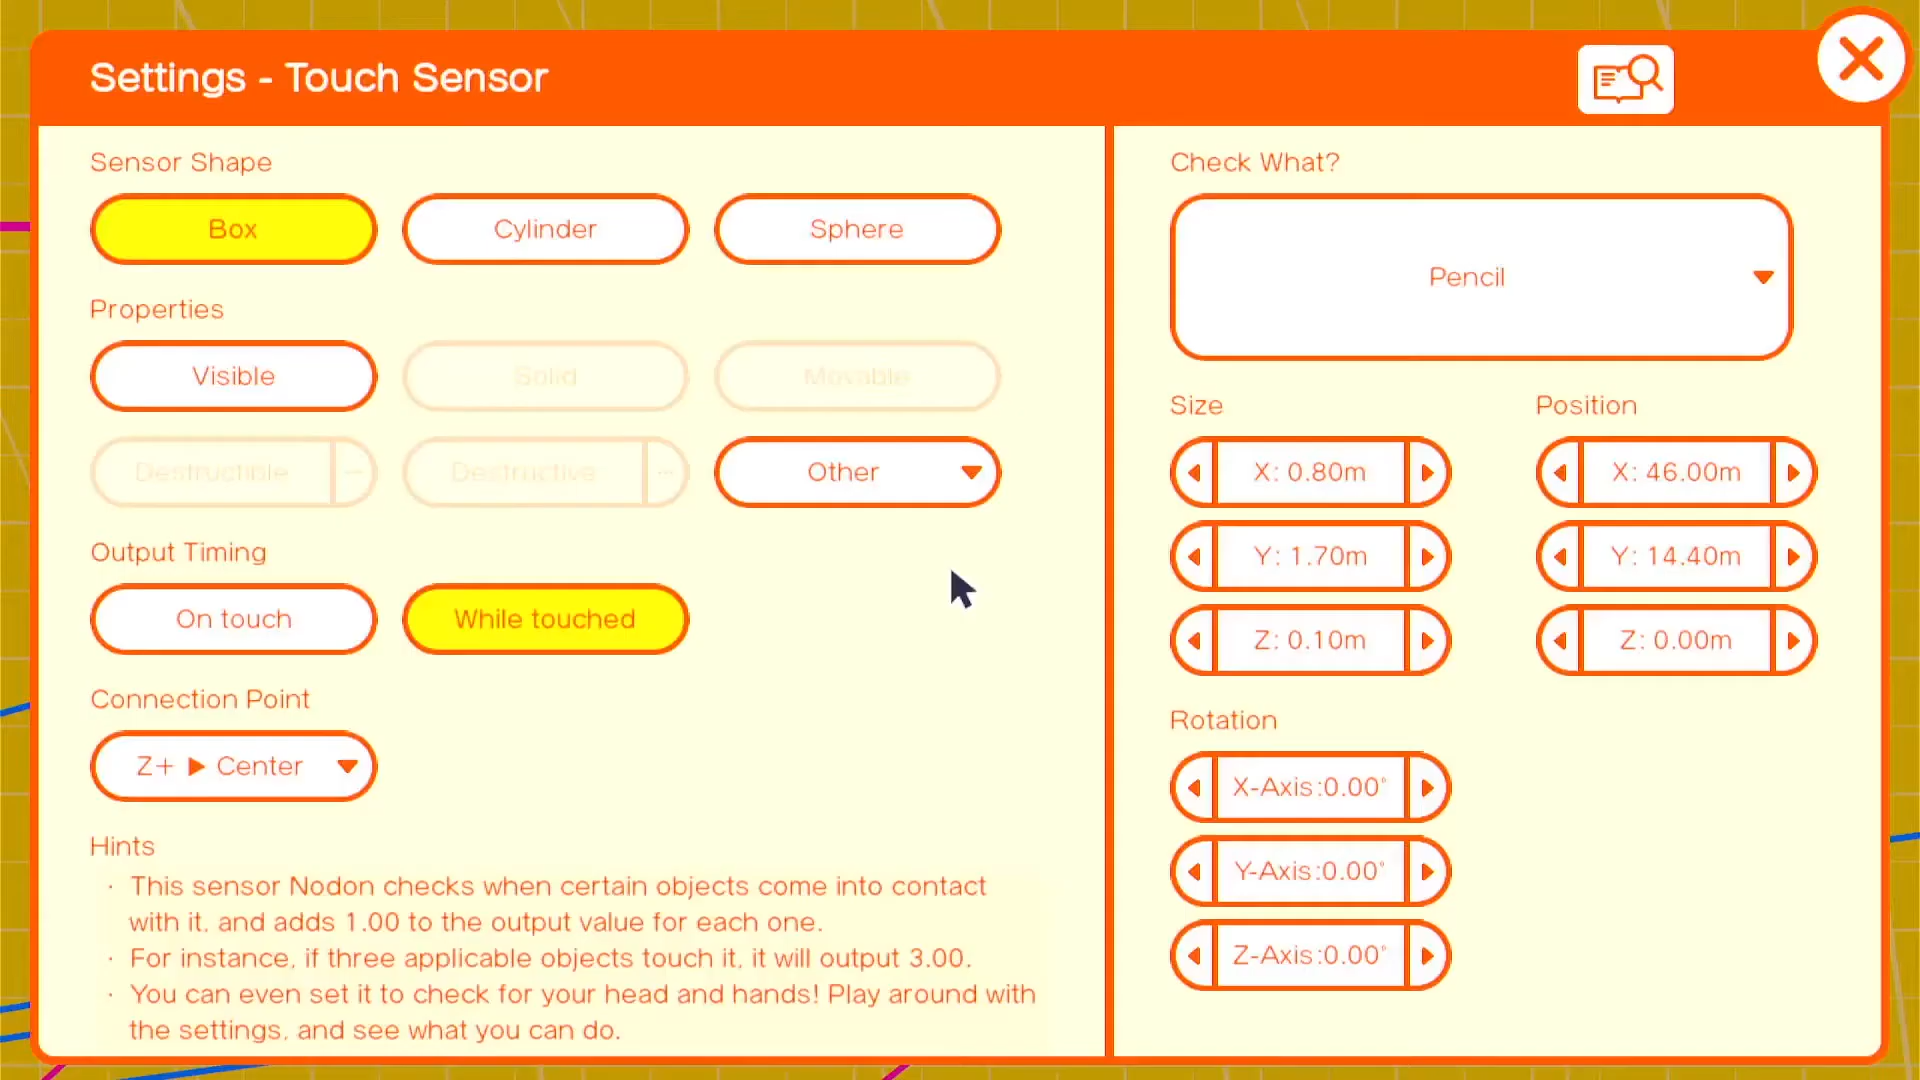 Settings - Touch Sensor
Sensor Shape
Box
Cylinder
Sphere
Properties
Visible
Solid
Movable
Destructible
Destructive
Other
Output Timing
On touch
While touched
Connection Point
Z+ ▶ Center
Hints
· This sensor Nodon checks when certain objects come into contact
with it, and adds 1.00 to the output value for each one.
· For instance, if three applicable objects touch it, it will output 3.00.
· You can even set it to check for your head and hands! Play around with
the settings, and see what you can do.
Check What?
Pencil
Size
X: 0.80m
Y: 1.70m
Z: 0.10m
Position
X: 46.00m
Y: 14.40m
Z: 0.00m
Rotation
X-Axis:0.00°
Y-Axis:0.00°
Z-Axis:0.00°